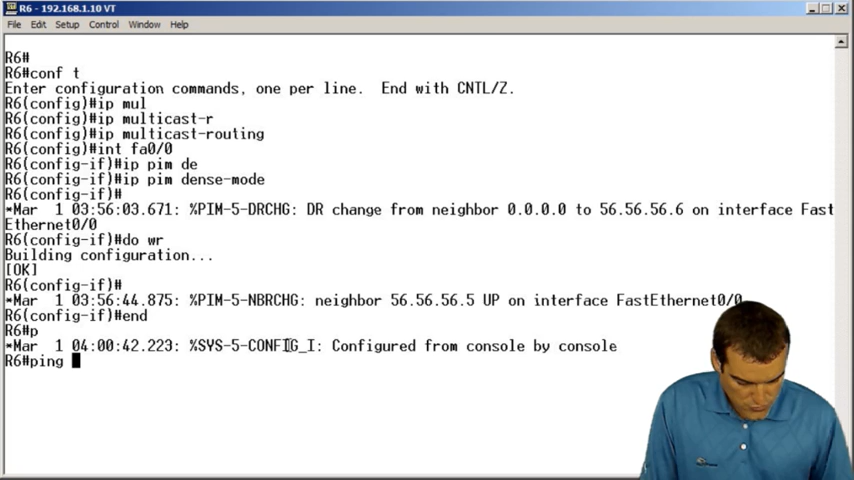 R6 - 192.168.1.10 VT
File Edit Setup Control Window Help
R6#
R6#conf t
Enter configuration commands, one per line.  End with CNTL/Z.
R6(config)#ip mul
R6(config)#ip multicast-r
R6(config)#ip multicast-routing
R6(config)#int fa0/0
R6(config-if)#ip pim de
R6(config-if)#ip pim dense-mode
R6(config-if)#
*Mar  1 03:56:03.671: %PIM-5-DRCHG: DR change from neighbor 0.0.0.0 to 56.56.56.6 on interface Fast
Ethernet0/0
R6(config-if)#do wr
Building configuration...
[OK]
R6(config-if)#
*Mar  1 03:56:44.875: %PIM-5-NBRCHG: neighbor 56.56.56.5 UP on interface FastEthernet0/0
R6(config-if)#end
R6#p
*Mar  1 04:00:42.223: %SYS-5-CONFIG_I: Configured from console by console
R6#ping